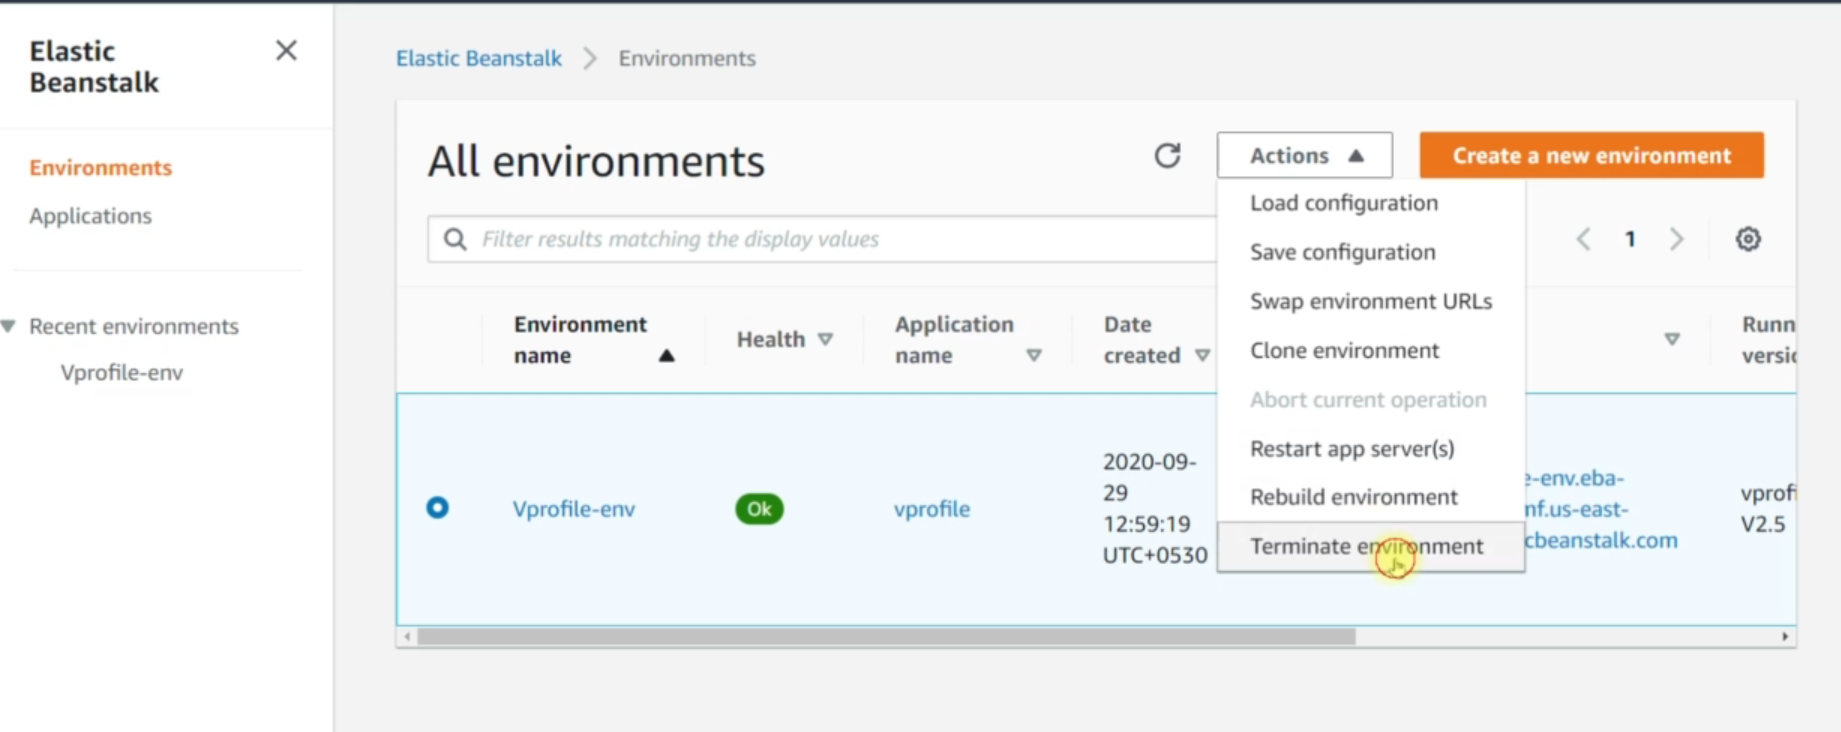 Elastic
Beanstalk
Environments
Applications
Recent environments
Vprofile-env
Elastic Beanstalk
Environments
All environments
Actions
Create a new environment
Filter results matching the display values
1
Load configuration
Save configuration
Swap environment URLs
Clone environment
Abort current operation
Restart app server(s)
Rebuild environment
Terminate environment
Environment
name
Health
Application
name
Date
created
Runn
versic
Vprofile-env
Ok
vprofile
2020-09-
29
12:59:19
UTC+0530
e-env.eba-
nf.us-east-
cbeanstalk.com
vprofi
V2.5